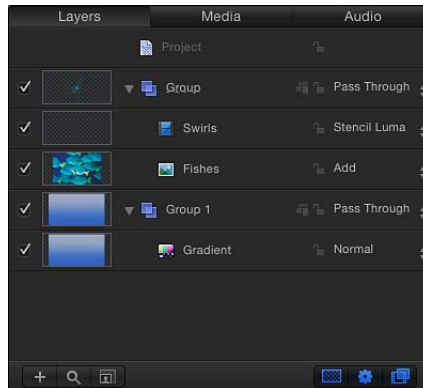 Layers Media Audio
Project
Group Pass Through
Swirls Stencil Luma
Fishes Add
Group 1 Pass Through
Gradient Normal